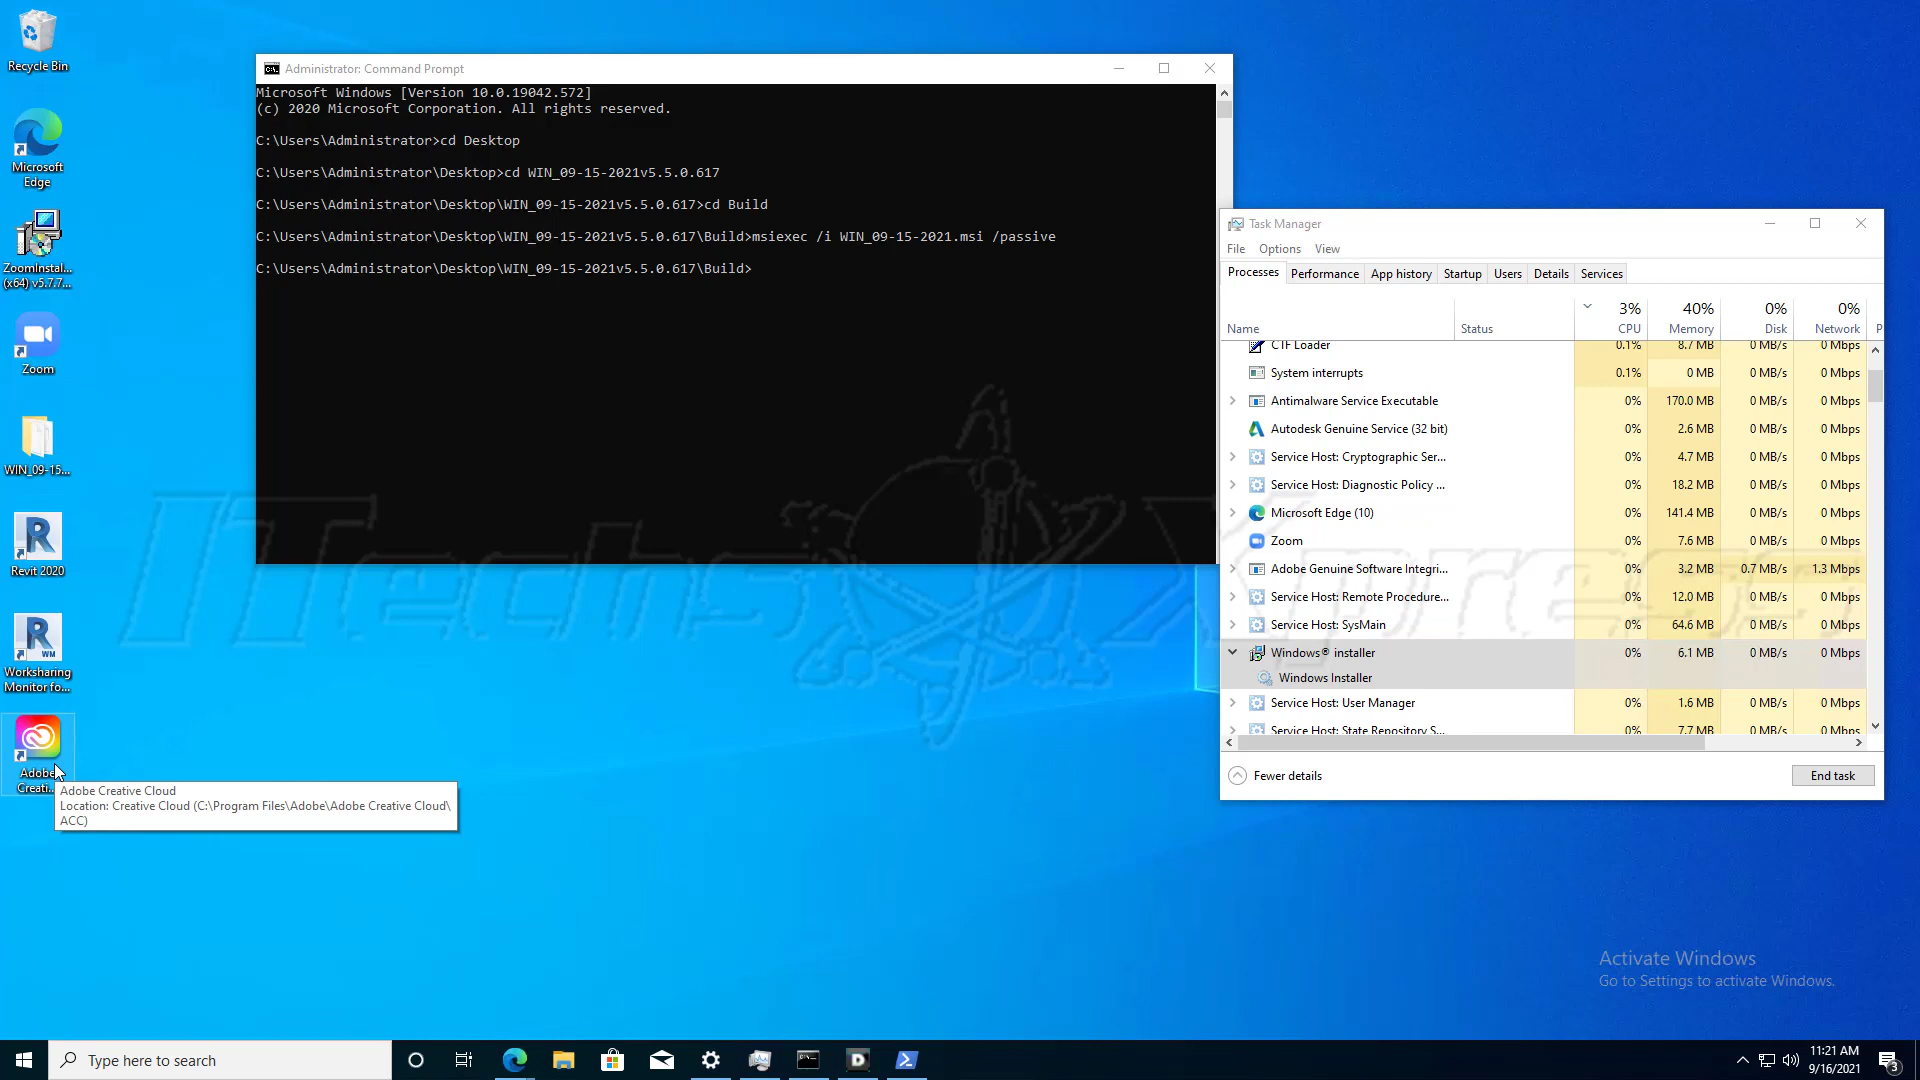 Recycle Bin
Microsoft
Edge
ZoomInstal...
(x64) v5.7.7...
Zoom
WIN_09-15...
Revit 2020
Worksharing
Monitor fo...
Adobe
Creati...
Adobe Creative Cloud
Location: Creative Cloud (C:\Program Files\Adobe\Adobe Creative Cloud\
ACC)
Administrator: Command Prompt
Microsoft Windows [Version 10.0.19042.572]
(c) 2020 Microsoft Corporation. All rights reserved.
C:\Users\Administrator>cd Desktop
C:\Users\Administrator\Desktop>cd WIN_09-15-2021v5.5.0.617
C:\Users\Administrator\Desktop\WIN_09-15-2021v5.5.0.617>cd Build
C:\Users\Administrator\Desktop\WIN_09-15-2021v5.5.0.617\Build>msiexec /i WIN_09-15-2021.msi /passive
C:\Users\Administrator\Desktop\WIN_09-15-2021v5.5.0.617\Build>
ITechsXpress
Task Manager
File Options View
Processes Performance App history Startup Users Details Services
3% 40% 0% 0%
Name Status CPU Memory Disk Network P
CTF Loader 0.1% 8.7 MB 0 MB/s 0 Mbps
System interrupts 0.1% 0 MB 0 MB/s 0 Mbps
Antimalware Service Executable 0% 170.0 MB 0 MB/s 0 Mbps
Autodesk Genuine Service (32 bit) 0% 2.6 MB 0 MB/s 0 Mbps
Service Host: Cryptographic Ser... 0% 4.7 MB 0 MB/s 0 Mbps
Service Host: Diagnostic Policy ... 0% 18.2 MB 0 MB/s 0 Mbps
Microsoft Edge (10) 0% 141.4 MB 0 MB/s 0 Mbps
Zoom 0% 7.6 MB 0 MB/s 0 Mbps
Adobe Genuine Software Integri... 0% 3.2 MB 0.7 MB/s 1.3 Mbps
Service Host: Remote Procedure... 0% 12.0 MB 0 MB/s 0 Mbps
Service Host: SysMain 0% 64.6 MB 0 MB/s 0 Mbps
Windows® installer 0% 6.1 MB 0 MB/s 0 Mbps
Windows Installer
Service Host: User Manager 0% 1.6 MB 0 MB/s 0 Mbps
Service Host: State Repository S... 0% 7.7 MB 0 MB/s 0 Mbps
Fewer details
End task
Activate Windows
Go to Settings to activate Windows.
Type here to search
11:21 AM
9/16/2021
3